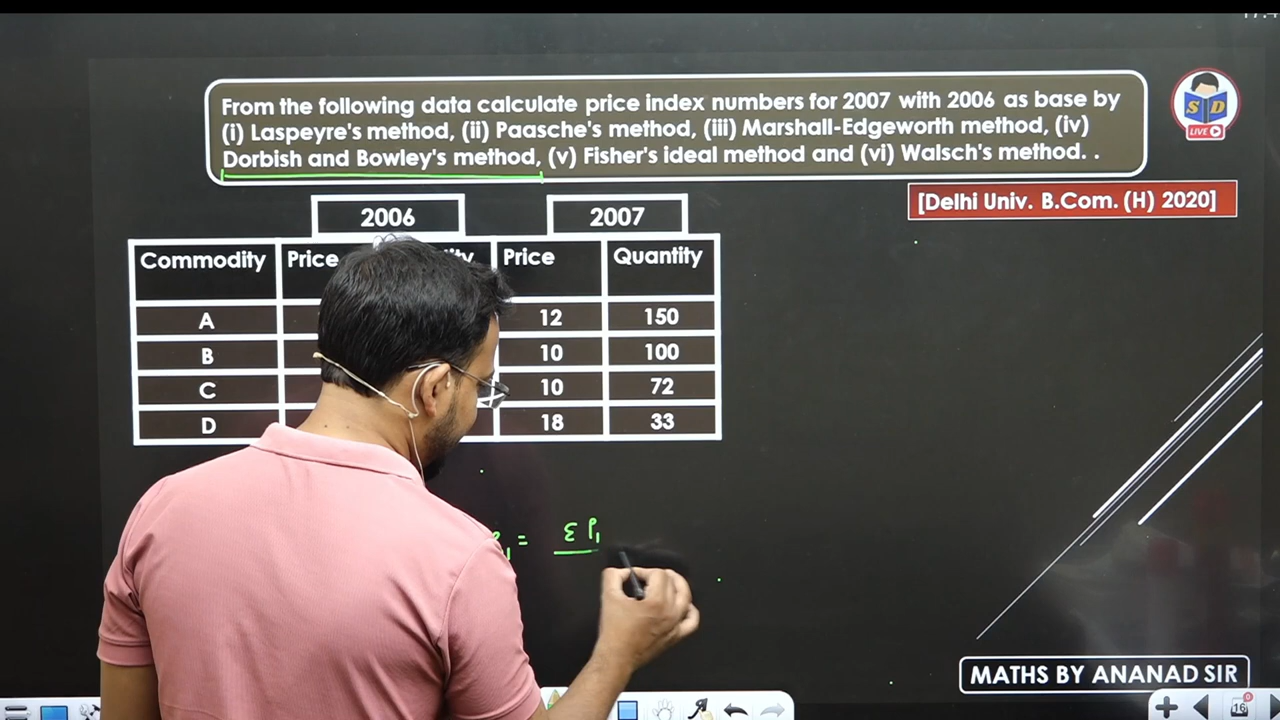 From the following data calculate price index numbers for 2007 with 2006 as base by
(i) Laspeyre's method, (ii) Paasche's method, (iii) Marshall-Edgeworth method, (iv)
Dorbish and Bowley's method, (v) Fisher's ideal method and (vi) Walsch's method. .
S D
LIVE
[Delhi Univ. B.Com. (H) 2020]
2006 2007
Commodity Price Price Quantity
A 12 150
B 10 100
C 10 72
D 18 33
= Σ P₁
MATHS BY ANANAD SIR
16